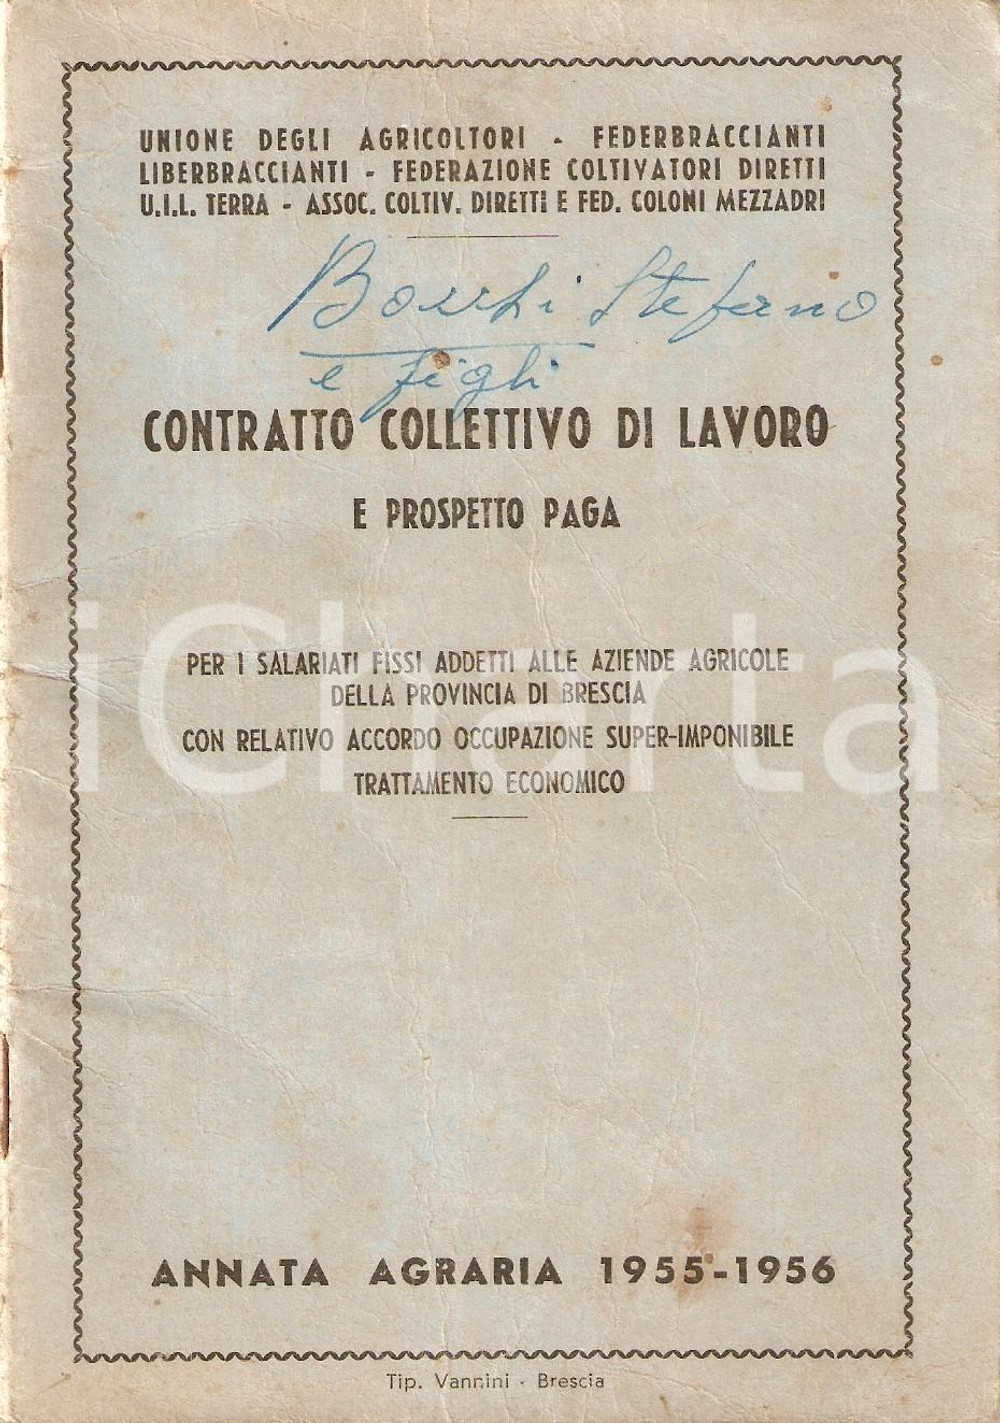 UNIONE DEGLI AGRICOLTORI - FEDERBRACCIANTI
LIBERBRACCIANTI - FEDERAZIONE COLTIVATORI DIRETTI
U.I.L. TERRA - ASSOC. COLTIV. DIRETTI E FED. COLONI MEZZADRI
Boschi Stefano
e figli
CONTRATTO COLLETTIVO DI LAVORO
E PROSPETTO PAGA
iCharta
PER I SALARIATI FISSI ADDETTI ALLE AZIENDE AGRICOLE
DELLA PROVINCIA DI BRESCIA
CON RELATIVO ACCORDO OCCUPAZIONE SUPER-IMPONIBILE
TRATTAMENTO ECONOMICO
ANNATA AGRARIA 1955-1956
Tip. Vannini - Brescia